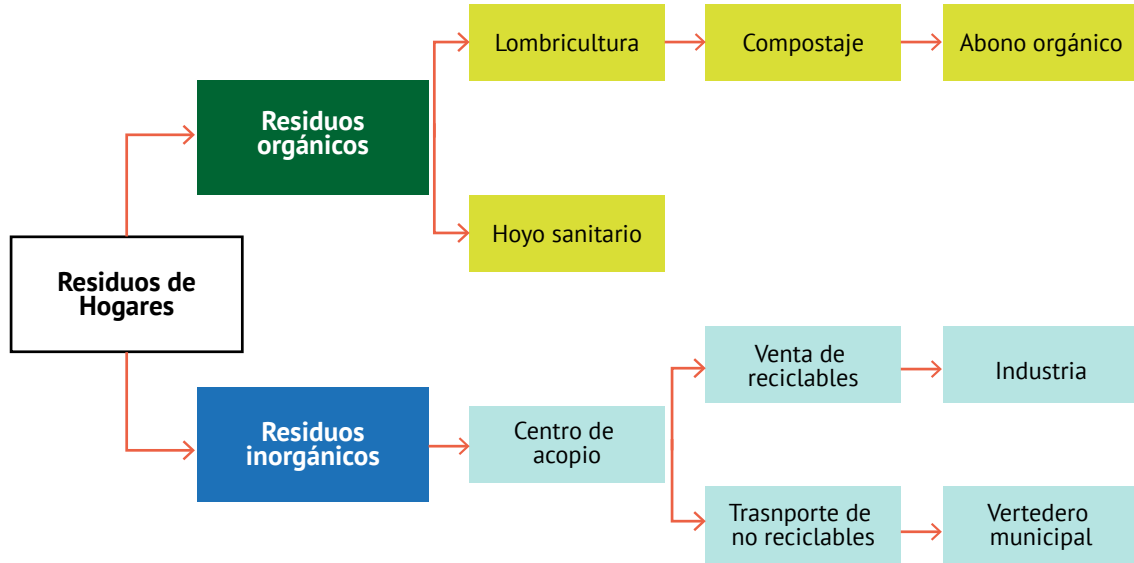 Residuos de
Hogares
Residuos
orgánicos
Lombricultura
Compostaje
Abono orgánico
Hoyo sanitario
Residuos
inorgánicos
Centro de
acopio
Venta de
reciclables
Industria
Trasnporte de
no reciclables
Vertedero
municipal